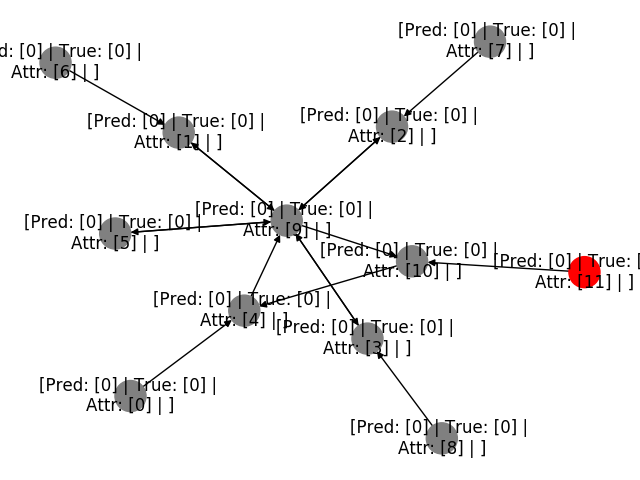 [Pred: [0] | True: [0] |
Attr: [7] | ]
d: [0] | True: [0] |
Attr: [6] | ]
[Pred: [0] | True: [0] |
Attr: [2] | ]
[Pred: [0] | True: [0] |
Attr: [1] | ]
[Pred: [0] | True: [0] |
Attr: [9] | ]
[Pred: [0] | True: [0] |
Attr: [5] | ]
[Pred: [0] | True: [0] |
Attr: [10] | ]
[Pred: [0] | True: [
Attr: [11] | ]
[Pred: [0] | True: [0] |
Attr: [4] | ]
[Pred: [0] | True: [0] |
Attr: [3] | ]
[Pred: [0] | True: [0] |
Attr: [0] | ]
[Pred: [0] | True: [0] |
Attr: [8] | ]